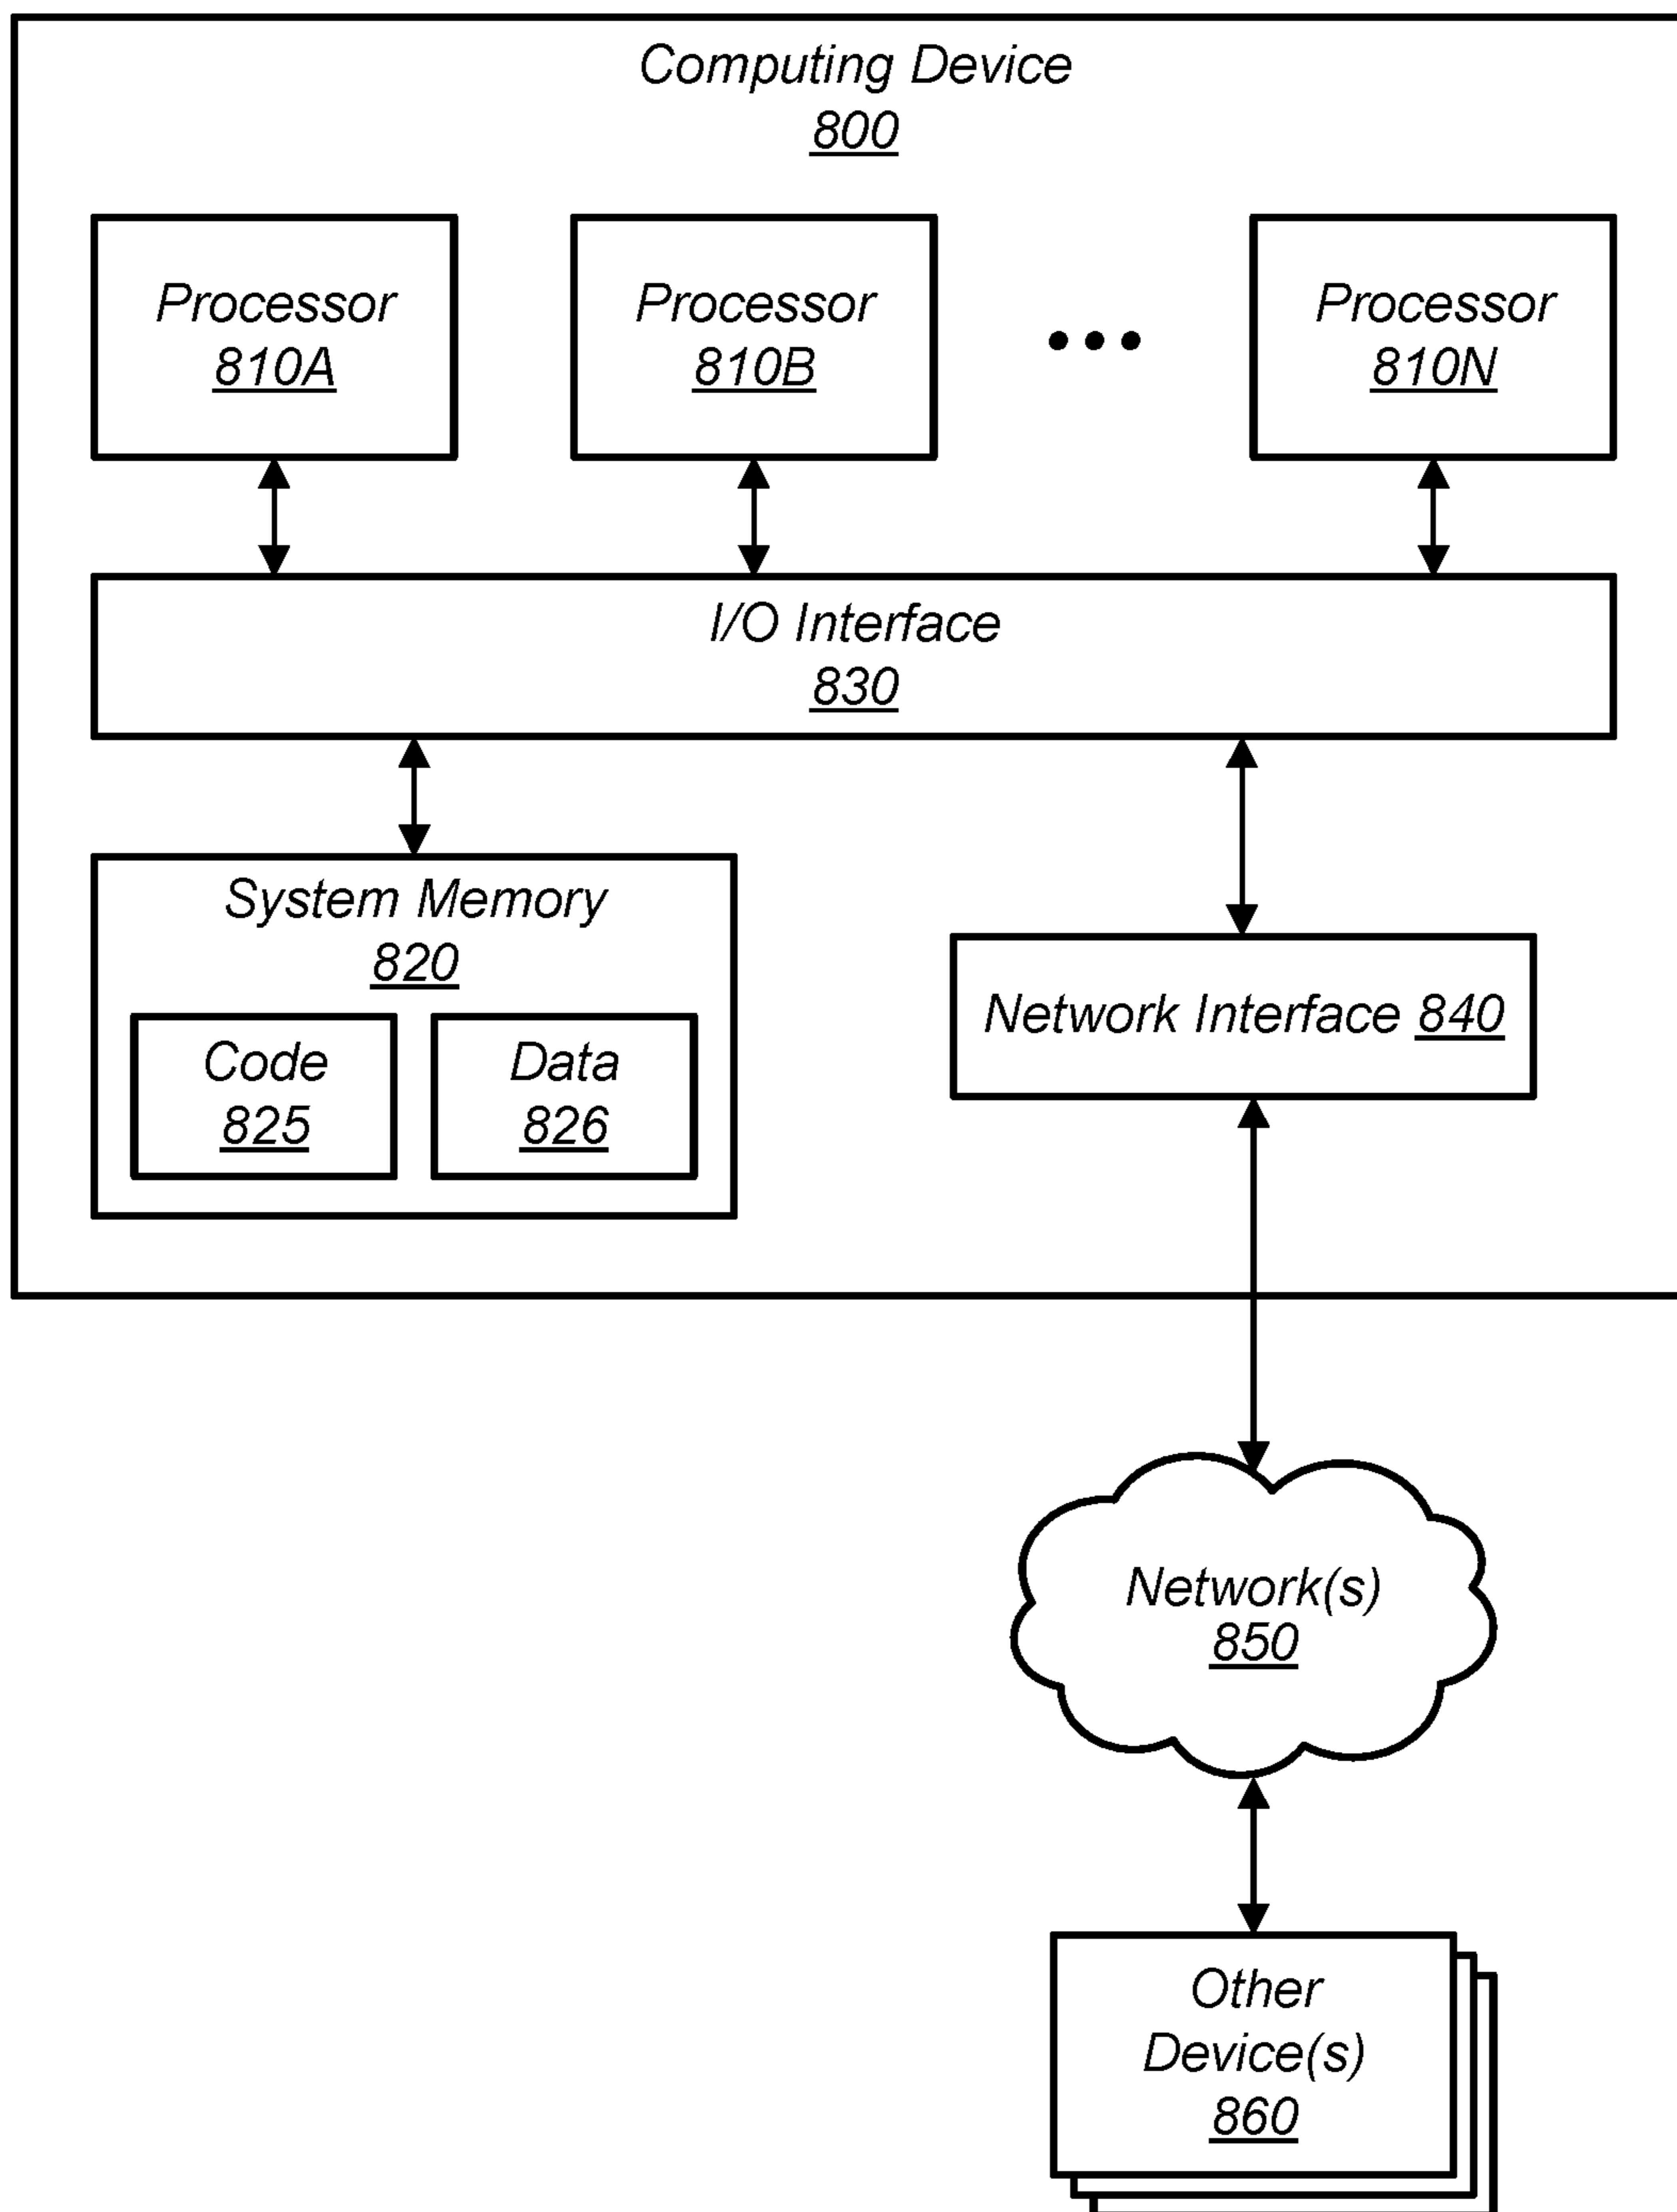 Computing Device
800
Processor
810A
Processor
810B
Processor
810N
I/O Interface
830
System Memory
820
Code
825
Data
826
Network Interface 840
Network(s)
850
Other
Device(s)
860